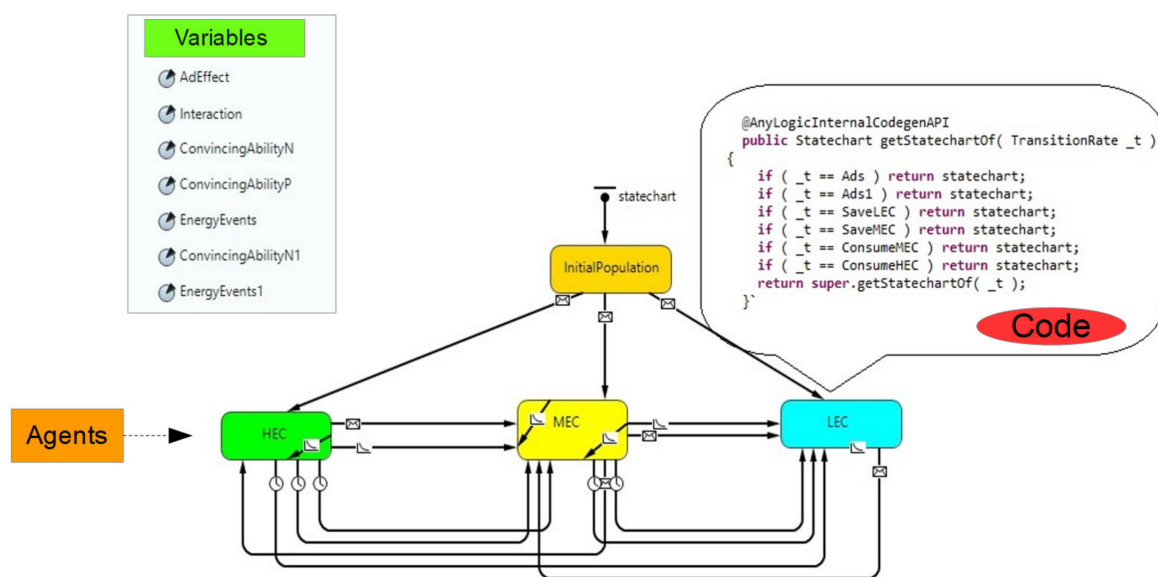 Variables
AdEffect
Interaction
ConvincingAbilityN
ConvincingAbilityP
EnergyEvents
ConvincingAbilityN1
EnergyEvents1
@AnyLogicInternalCodegenAPI
public Statechart getStatechartOf( TransitionRate _t )
{
if ( _t == Ads ) return statechart;
if ( _t == Ads1 ) return statechart;
if ( _t == SaveLEC ) return statechart;
if ( _t == SaveMEC ) return statechart;
if ( _t == ConsumeMEC ) return statechart;
if ( _t == ConsumeHEC ) return statechart;
return super.getStatechartOf( _t );
}`
Code
statechart
InitialPopulation
Agents
HEC
MEC
LEC